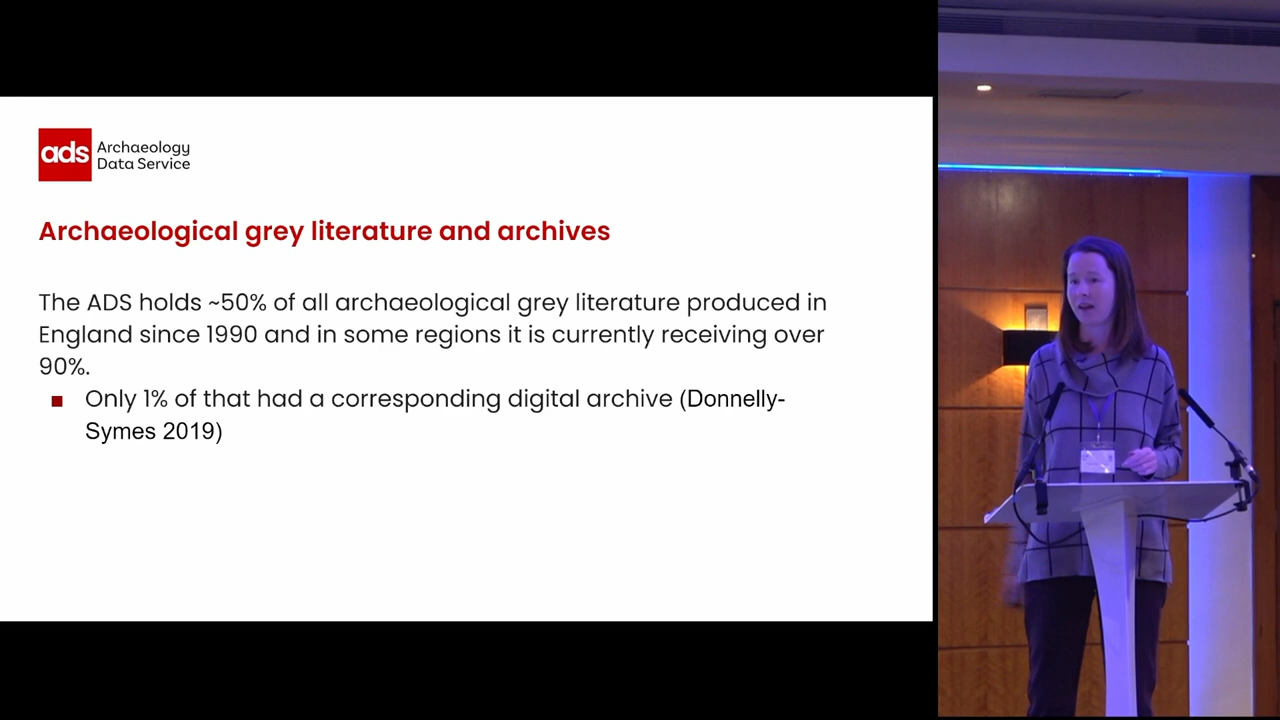 ads
Archaeology
Data Service
Archaeological grey literature and archives
The ADS holds ~50% of all archaeological grey literature produced in
England since 1990 and in some regions it is currently receiving over
90%.
Only 1% of that had a corresponding digital archive (Donnelly-
Symes 2019)